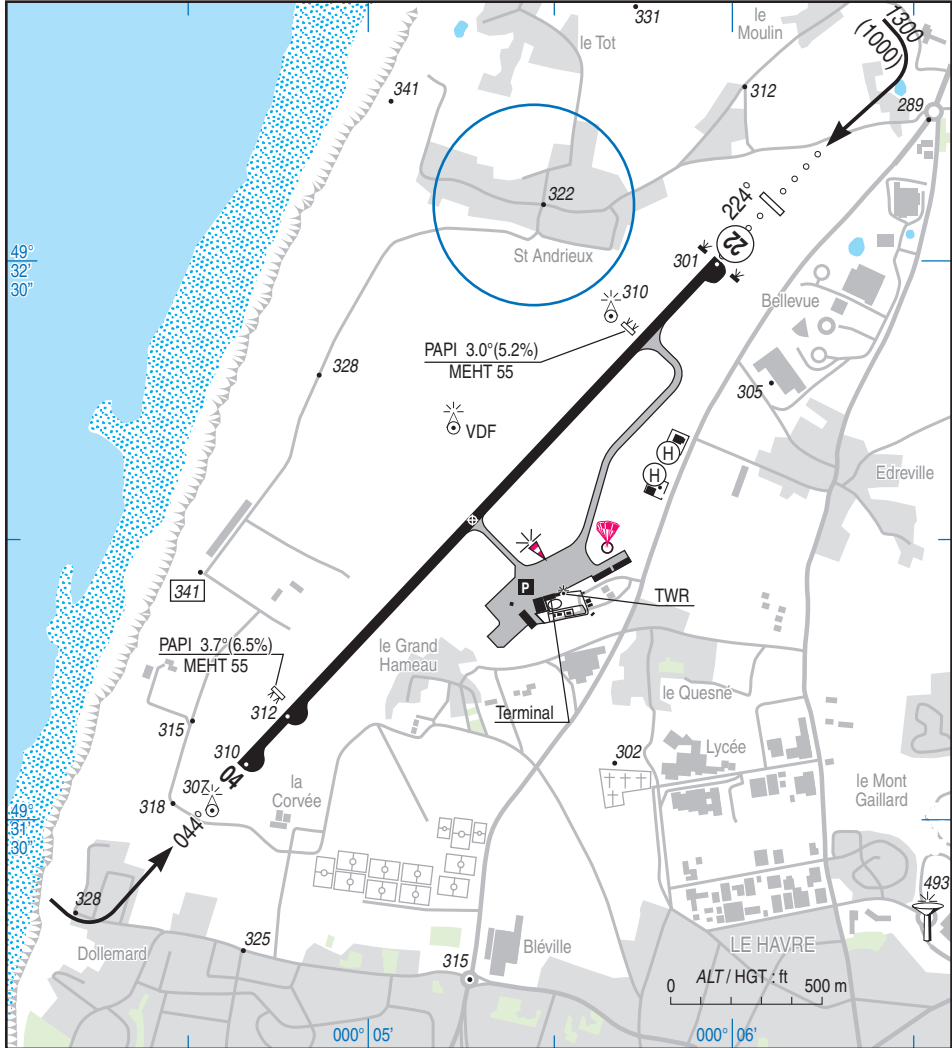 331
le
Moulin
1300
(1000)
le Tot
341
312
289
322
224°
22
St Andrieux
49°
32'
30"
301
310
Bellevue
PAPI 3.0°(5.2%)
MEHT 55
328
305
VDF
H
H
Edreville
P
341
TWR
PAPI 3.7°(6.5%)
MEHT 55
le Grand
Hameau
le Quesné
312
Terminal
315
310
04
302
Lycée
307
la
Corvée
le Mont
Gaillard
318
044°
49°
31'
30"
493
328
Dollemard
325
315
Bléville
LE HAVRE
ALT / HGT : ft
0 500 m
000° 05'
000° 06'